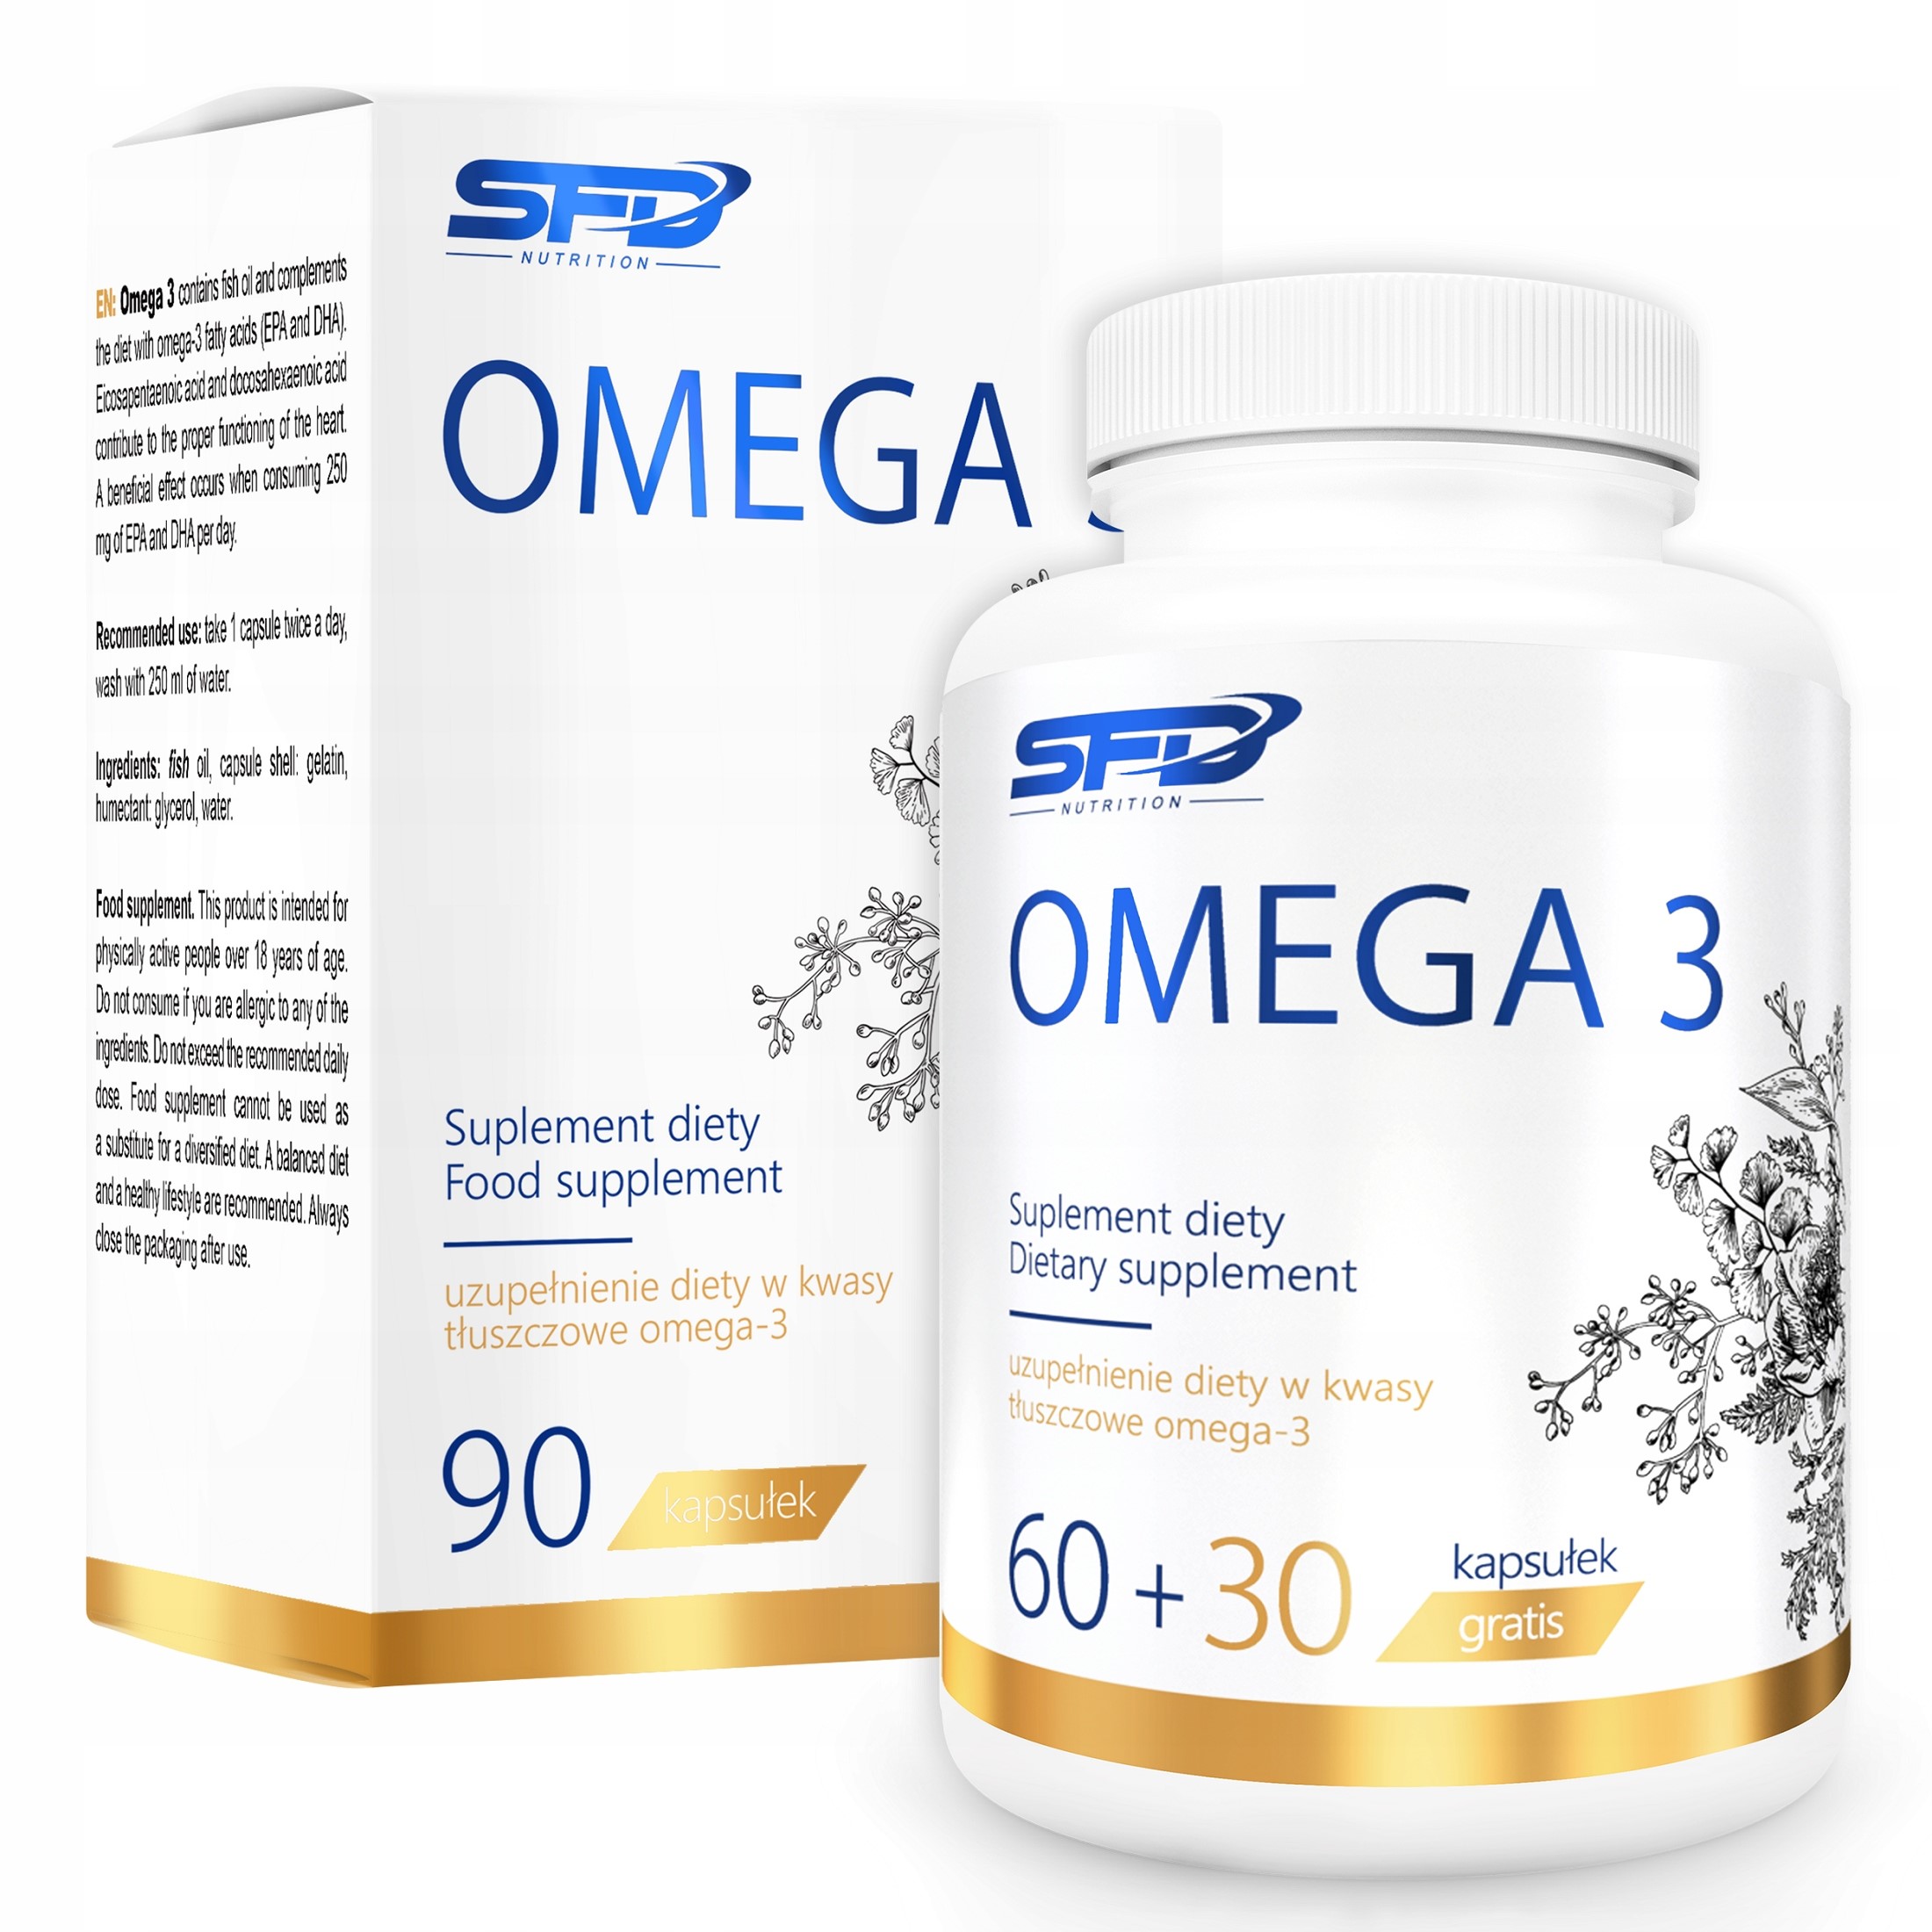 SFD
NUTRITION
OMEGA
EN: Omega 3 contains fish oil and complements
the diet with omega-3 fatty acids (EPA and DHA).
Eicosapentaenoic acid and docosahexaenoic acid
contribute to the proper functioning of the heart.
A beneficial effect occurs when consuming 250
mg of EPA and DHA per day.
Recommended use: take 1 capsule twice a day,
wash with 250 ml of water.
Ingredients: fish oil, capsule shell: gelatin,
humectant: glycerol, water.
Food supplement. This product is intended for
physically active people over 18 years of age.
Do not consume if you are allergic to any of the
ingredients. Do not exceed the recommended daily
dose. Food supplement cannot be used as
a substitute for a diversified diet. A balanced diet
and a healthy lifestyle are recommended. Always
close the packaging after use.
Suplement diety
Food supplement
uzupełnienie diety w kwasy
tłuszczowe omega-3
90 kapsułek
SFD
NUTRITION
OMEGA 3
Suplement diety
Dietary supplement
uzupełnienie diety w kwasy
tłuszczowe omega-3
60 + 30 kapsułek
gratis